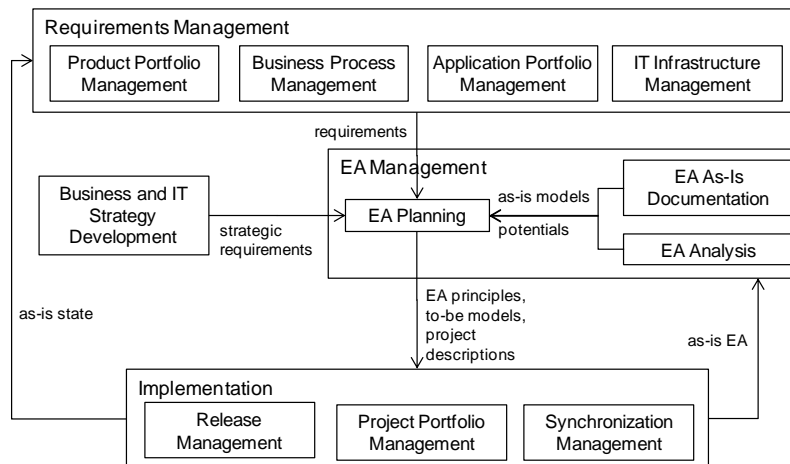 Requirements Management
Product Portfolio
Management
Business Process
Management
Application Portfolio
Management
IT Infrastructure
Management
requirements
EA Management
Business and IT
Strategy
Development
strategic
requirements
EA Planning
as-is models
potentials
EA As-Is
Documentation
EA Analysis
as-is state
EA principles,
to-be models,
project
descriptions
as-is EA
Implementation
Release
Management
Project Portfolio
Management
Synchronization
Management